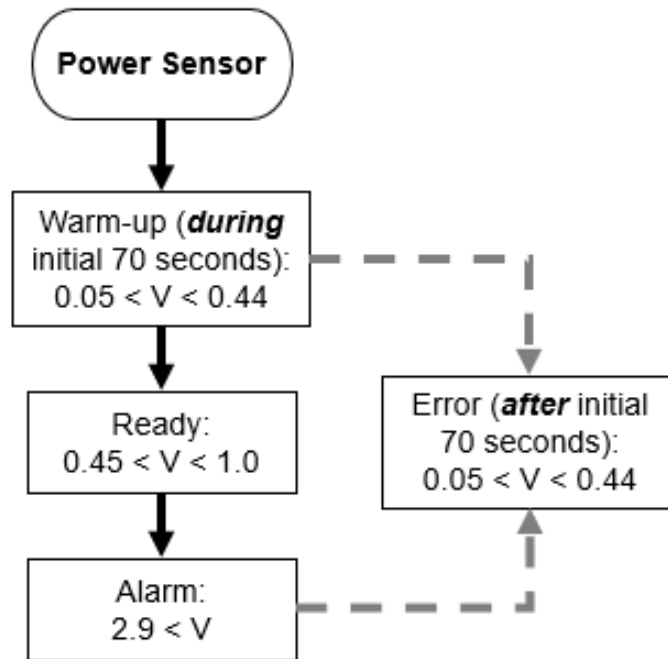 Power Sensor
Warm-up (during
initial 70 seconds):
0.05 < V < 0.44
Ready:
0.45 < V < 1.0
Alarm:
2.9 < V
Error (after initial
70 seconds):
0.05 < V < 0.44